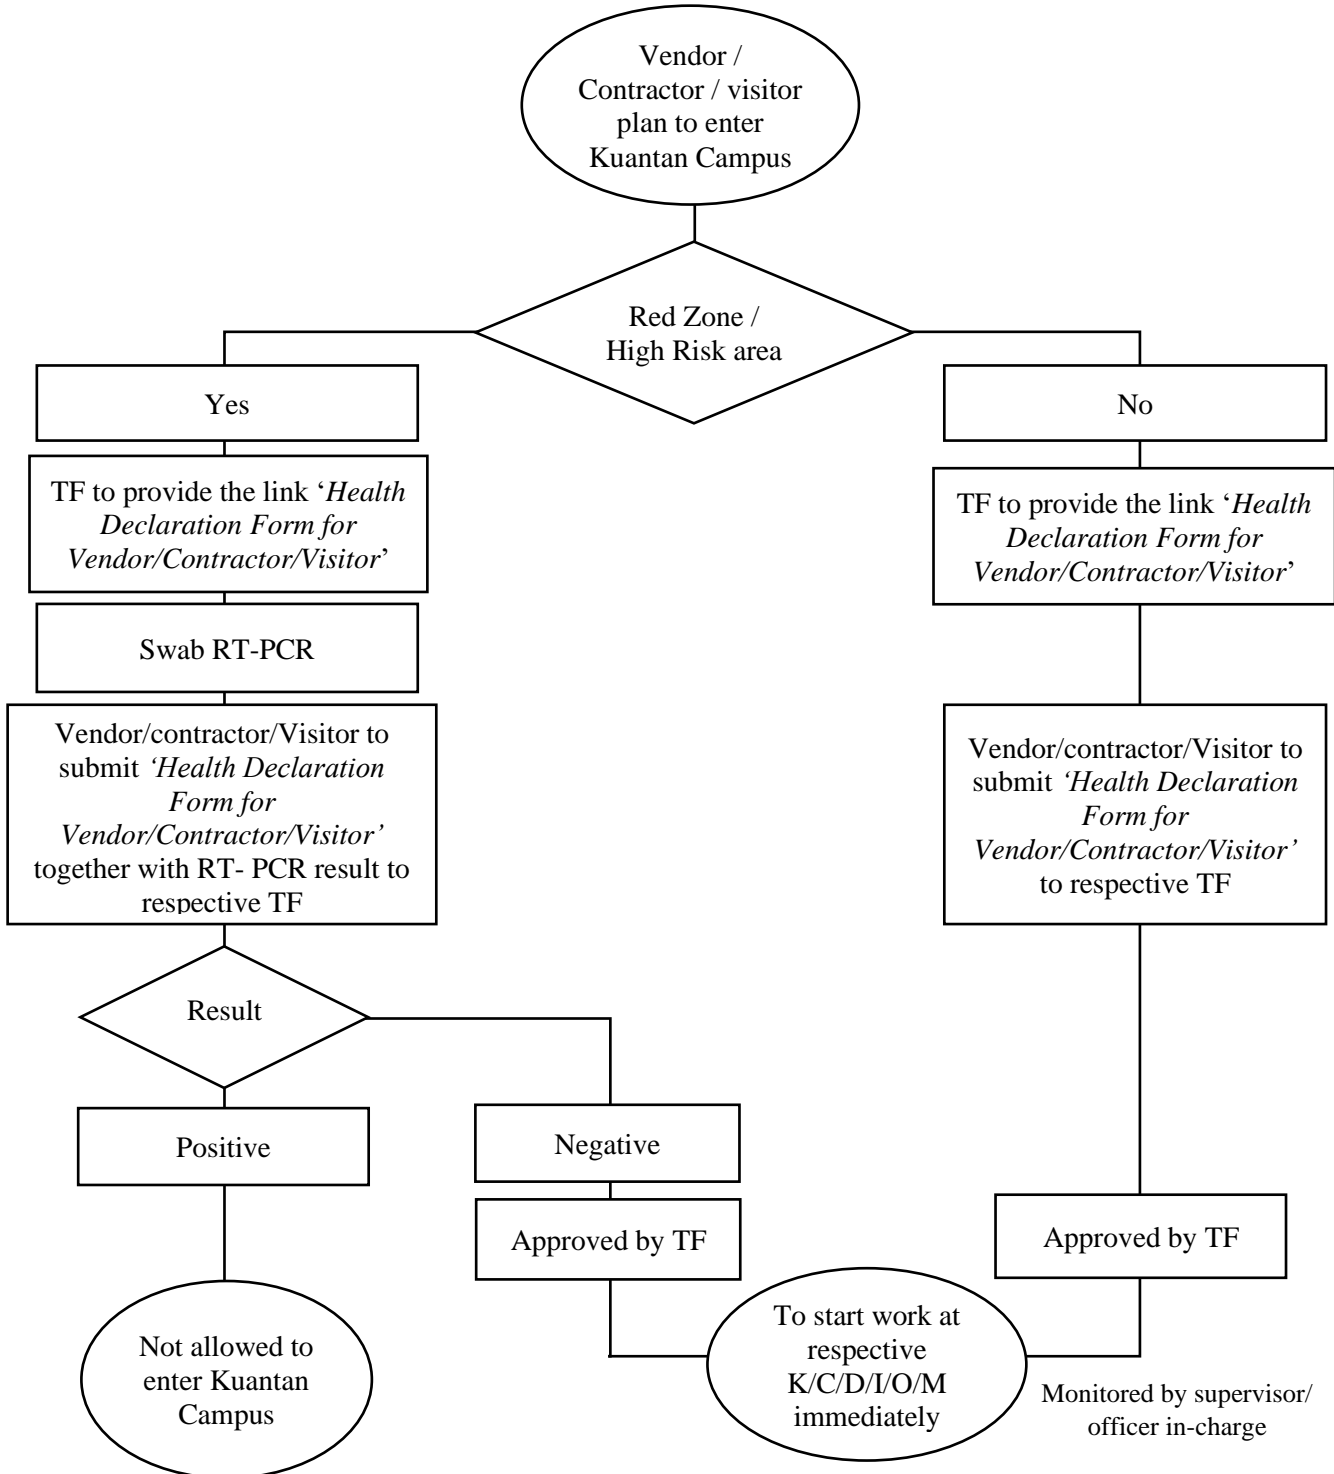 Vendor /
Contractor / visitor
plan to enter
Kuantan Campus
Red Zone /
High Risk area
Yes
No
TF to provide the link ‘Health
Declaration Form for
Vendor/Contractor/Visitor’
TF to provide the link ‘Health
Declaration Form for
Vendor/Contractor/Visitor’
Swab RT-PCR
Vendor/contractor/Visitor to
submit ‘Health Declaration
Form for
Vendor/Contractor/Visitor’
together with RT- PCR result to
respective TF
Vendor/contractor/Visitor to
submit ‘Health Declaration
Form for
Vendor/Contractor/Visitor’
to respective TF
Result
Positive
Negative
Approved by TF
Approved by TF
Not allowed to
enter Kuantan
Campus
To start work at
respective
K/C/D/I/O/M
immediately
Monitored by supervisor/
officer in-charge